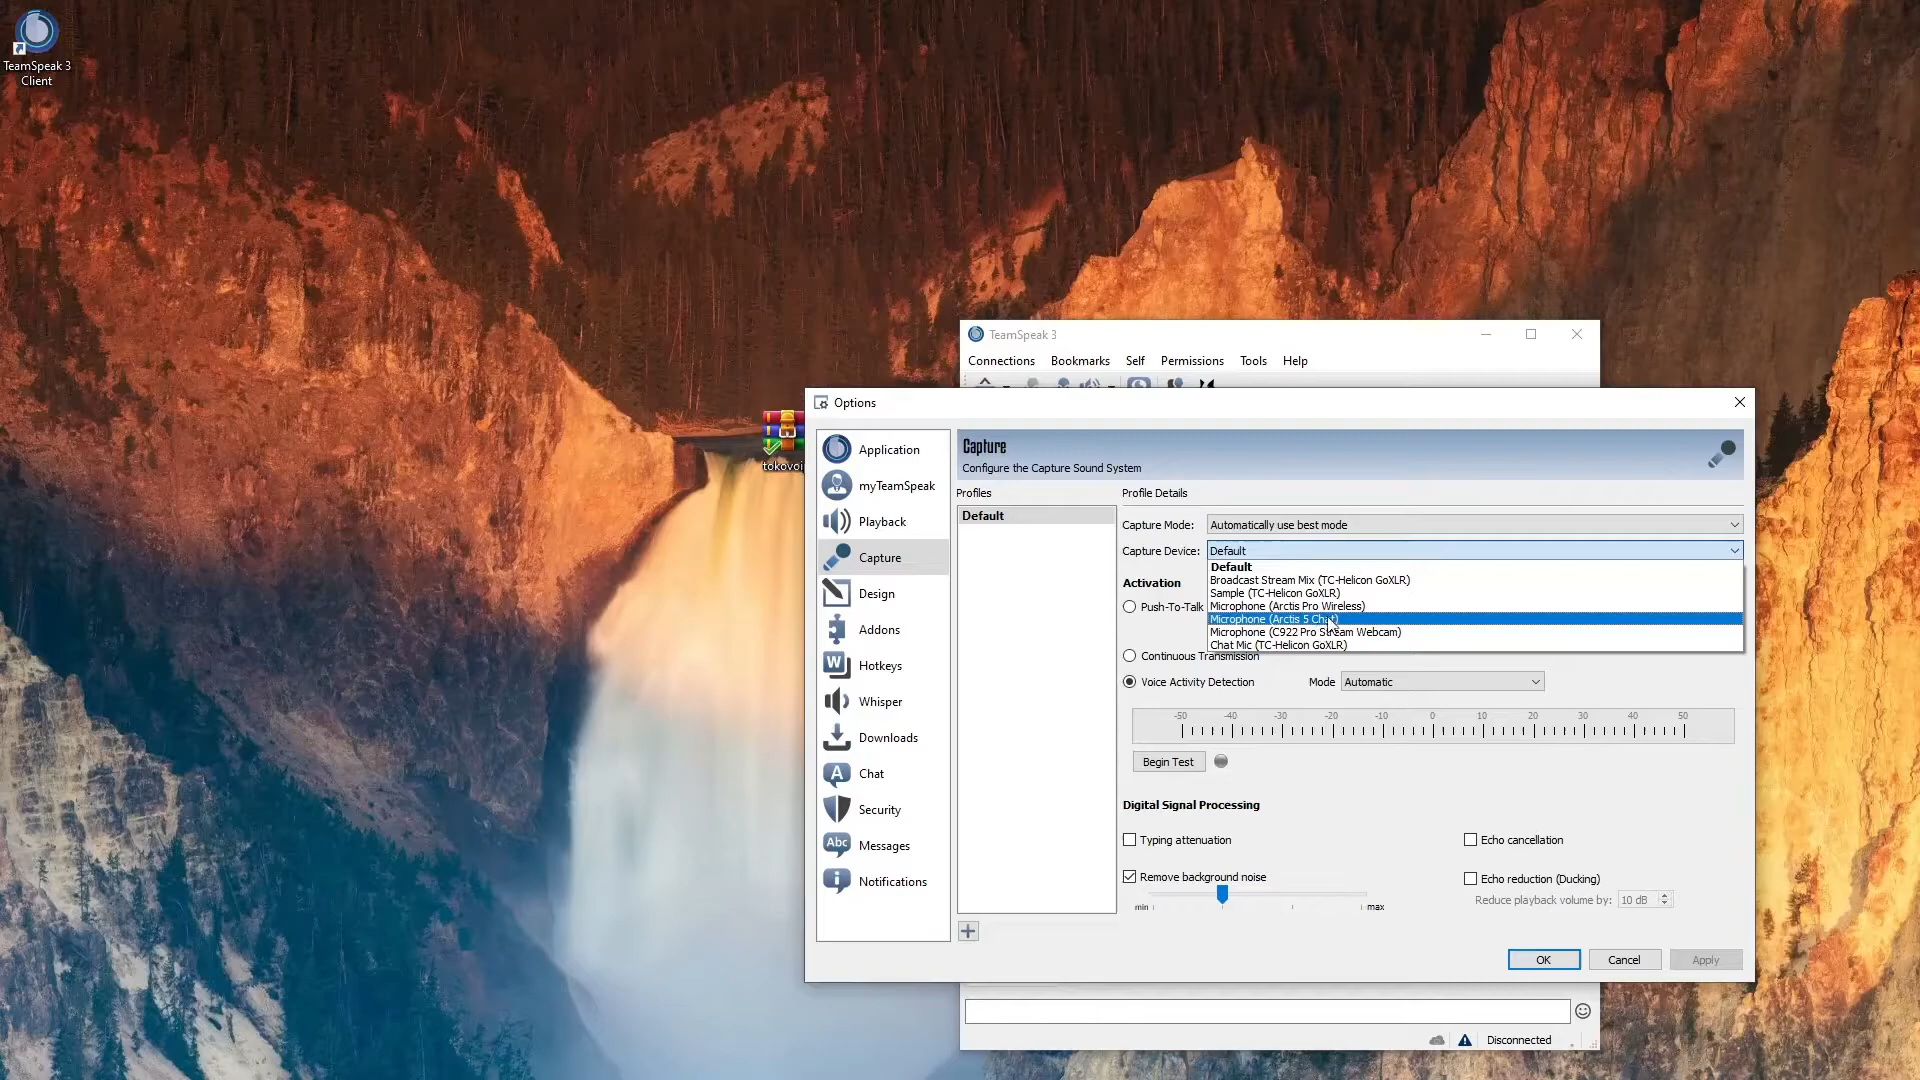 TeamSpeak 3
Client
TeamSpeak 3
Connections Bookmarks Self Permissions Tools Help
Options
Application
myTeamSpeak
Playback
Capture
Design
Addons
Hotkeys
Whisper
Downloads
Chat
Security
Messages
Notifications
Capture
Configure the Capture Sound System
Profiles
Default
Profile Details
Capture Mode: Automatically use best mode
Capture Device: Default
Default
Broadcast Stream Mix (TC-Helicon GoXLR)
Sample (TC-Helicon GoXLR)
Microphone (Arctis Pro Wireless)
Microphone (Arctis 5 Chat)
Microphone (C922 Pro Stream Webcam)
Chat Mic (TC-Helicon GoXLR)
Activation
Push-To-Talk
Continuous Transmission
Voice Activity Detection Mode Automatic
-50 -40 -30 -20 -10 0 10 20 30 40 50
Begin Test
Digital Signal Processing
Typing attenuation
Echo cancellation
Remove background noise
min max
Echo reduction (Ducking)
Reduce playback volume by: 10 dB
OK Cancel Apply
Disconnected